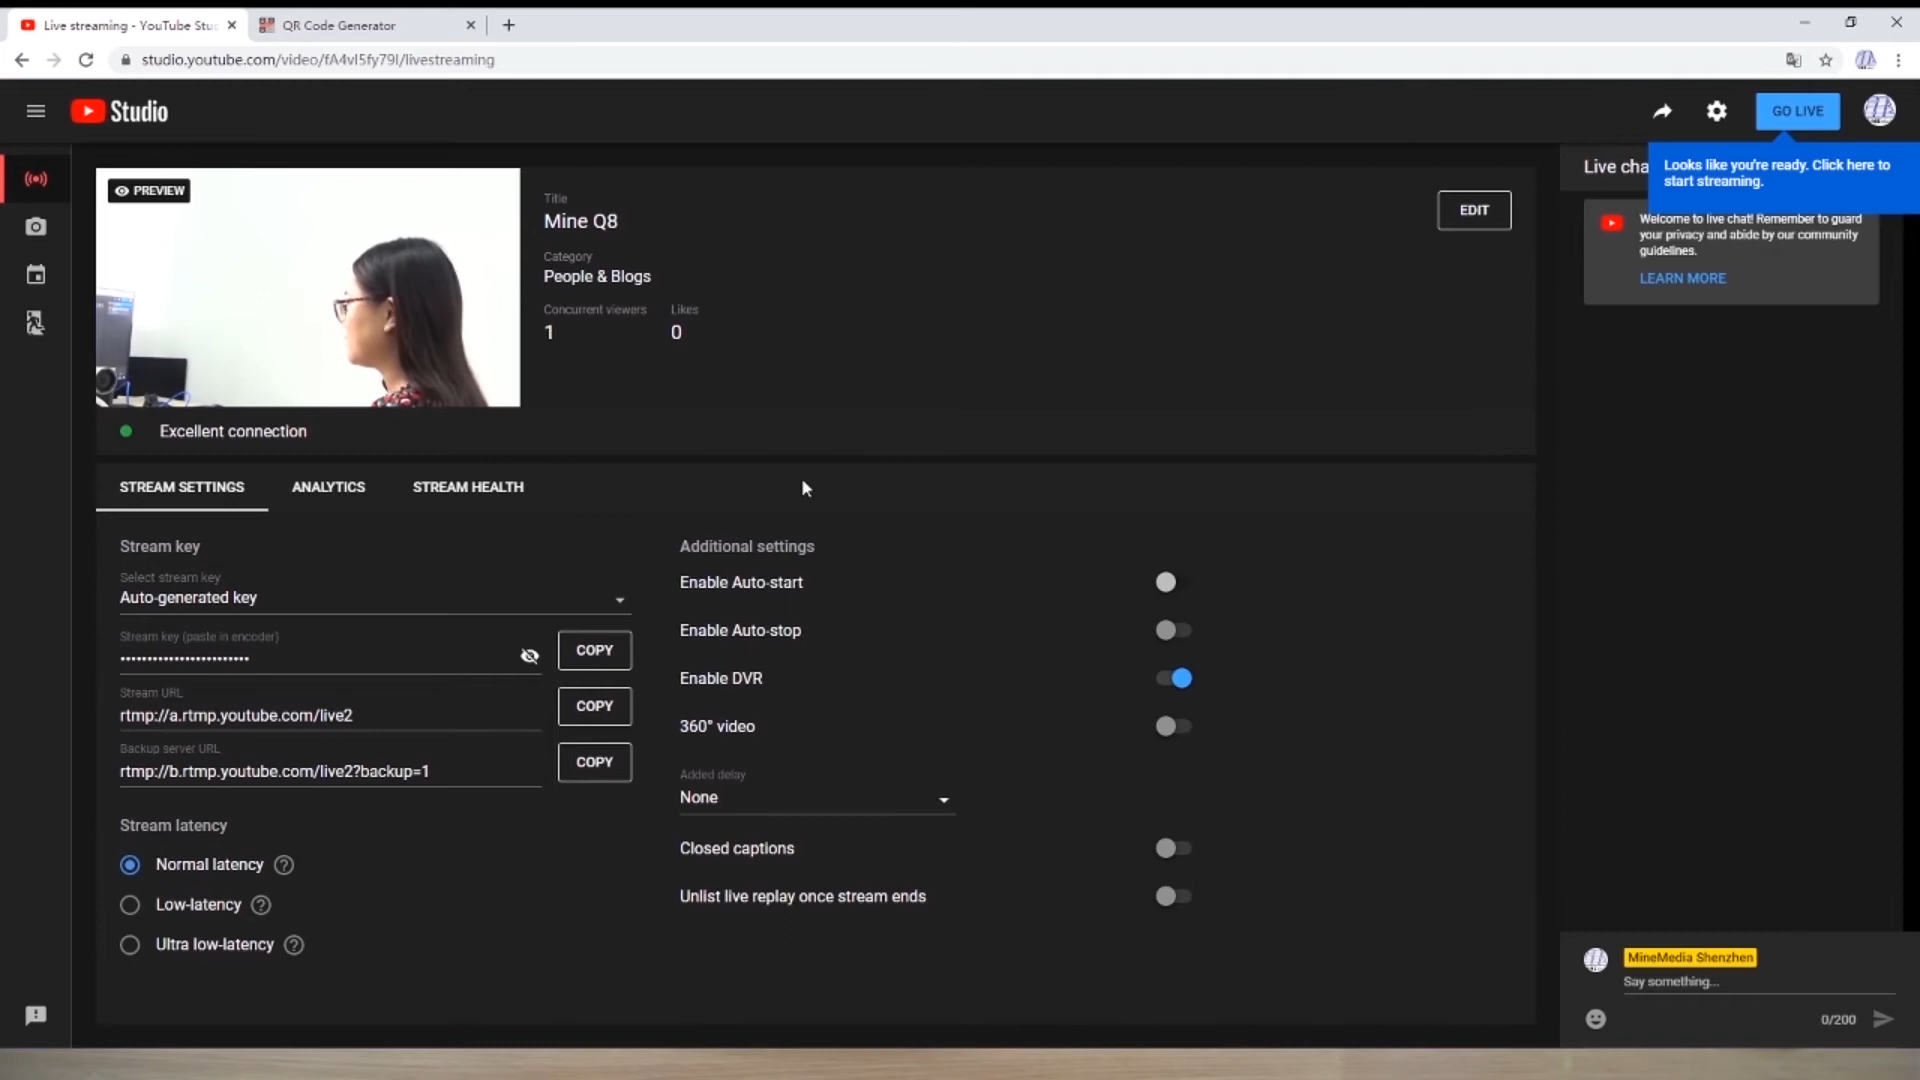 Live streaming - YouTube Stu
QR Code Generator
studio.youtube.com/video/fA4vI5fy79I/livestreaming
Studio
GO LIVE
Looks like you're ready. Click here to
start streaming.
Live cha
PREVIEW
Title
Mine Q8
EDIT
Welcome to live chat! Remember to guard
your privacy and abide by our community
guidelines.
LEARN MORE
Category
People & Blogs
Concurrent viewers
Likes
1
0
Excellent connection
STREAM SETTINGS
ANALYTICS
STREAM HEALTH
Stream key
Select stream key
Auto-generated key
Stream key (paste in encoder)
••••••••••••••••••••••••
COPY
Stream URL
rtmp://a.rtmp.youtube.com/live2
COPY
Backup server URL
rtmp://b.rtmp.youtube.com/live2?backup=1
COPY
Stream latency
Normal latency
Low-latency
Ultra low-latency
Additional settings
Enable Auto-start
Enable Auto-stop
Enable DVR
360° video
Added delay
None
Closed captions
Unlist live replay once stream ends
MineMedia Shenzhen
Say something...
0/200